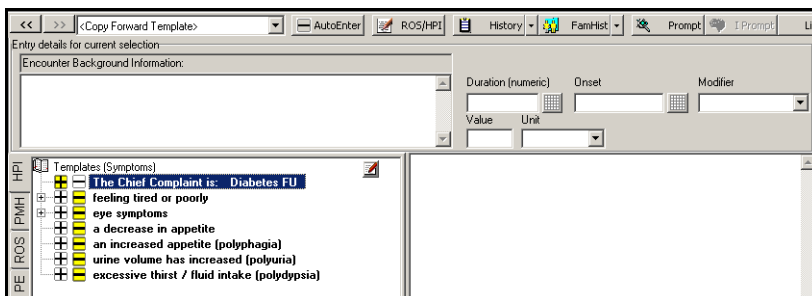 << >> <Copy Forward Template> AutoEnter ROS/HPI History FamHist Prompt I Prompt Li
Entry details for current selection
Encounter Background Information:
Duration (numeric) Onset Modifier
Value Unit
HPI
PMH
ROS
PE
Templates (Symptoms)
The Chief Complaint is: Diabetes FU
feeling tired or poorly
eye symptoms
a decrease in appetite
an increased appetite (polyphagia)
urine volume has increased (polyuria)
excessive thirst / fluid intake (polydypsia)